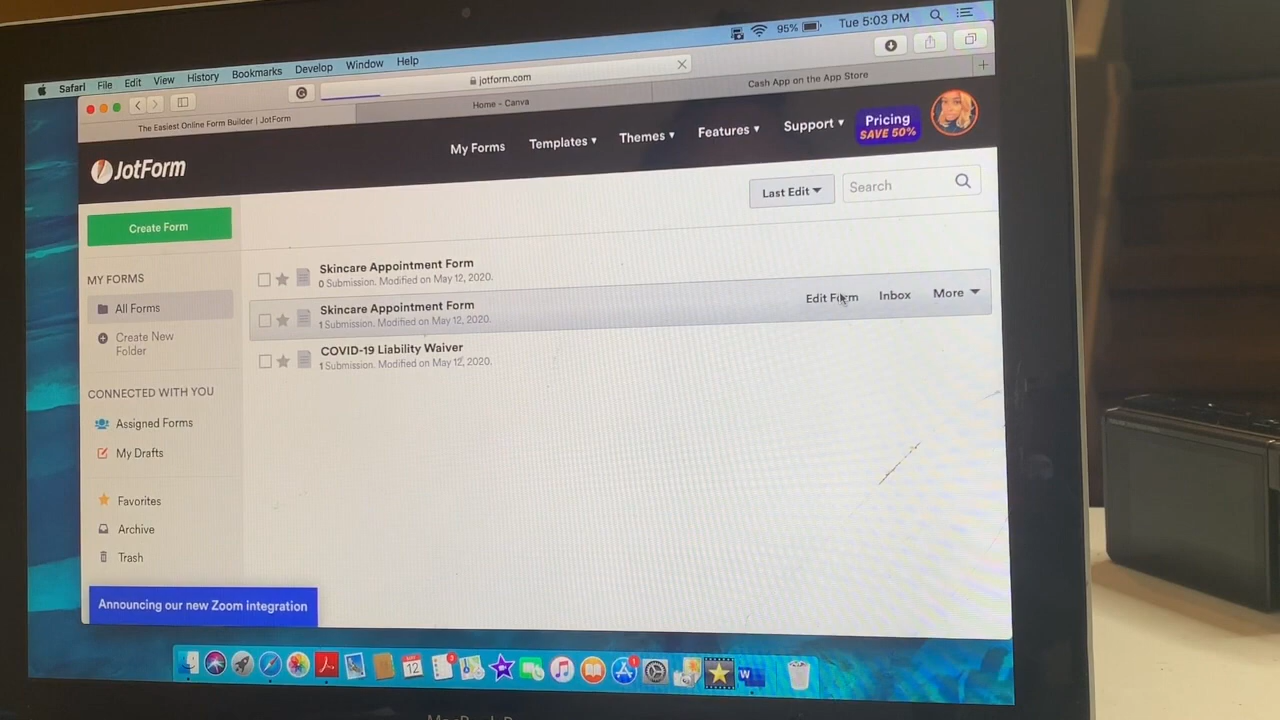 Safari File Edit View History Bookmarks Develop Window Help 95% Tue 5:03 PM
jotform.com
The Easiest Online Form Builder | JotForm Home - Canva Cash App on the App Store
JotForm My Forms Templates Themes Features Support Pricing
SAVE 50%
Last Edit Search
Create Form
MY FORMS
All Forms
Create New
Folder
CONNECTED WITH YOU
Assigned Forms
My Drafts
Favorites
Archive
Trash
Announcing our new Zoom integration
Skincare Appointment Form
0 Submission. Modified on May 12, 2020.
Skincare Appointment Form
1 Submission. Modified on May 12, 2020.
Edit Form Inbox More
COVID-19 Liability Waiver
1 Submission. Modified on May 12, 2020.
12
W